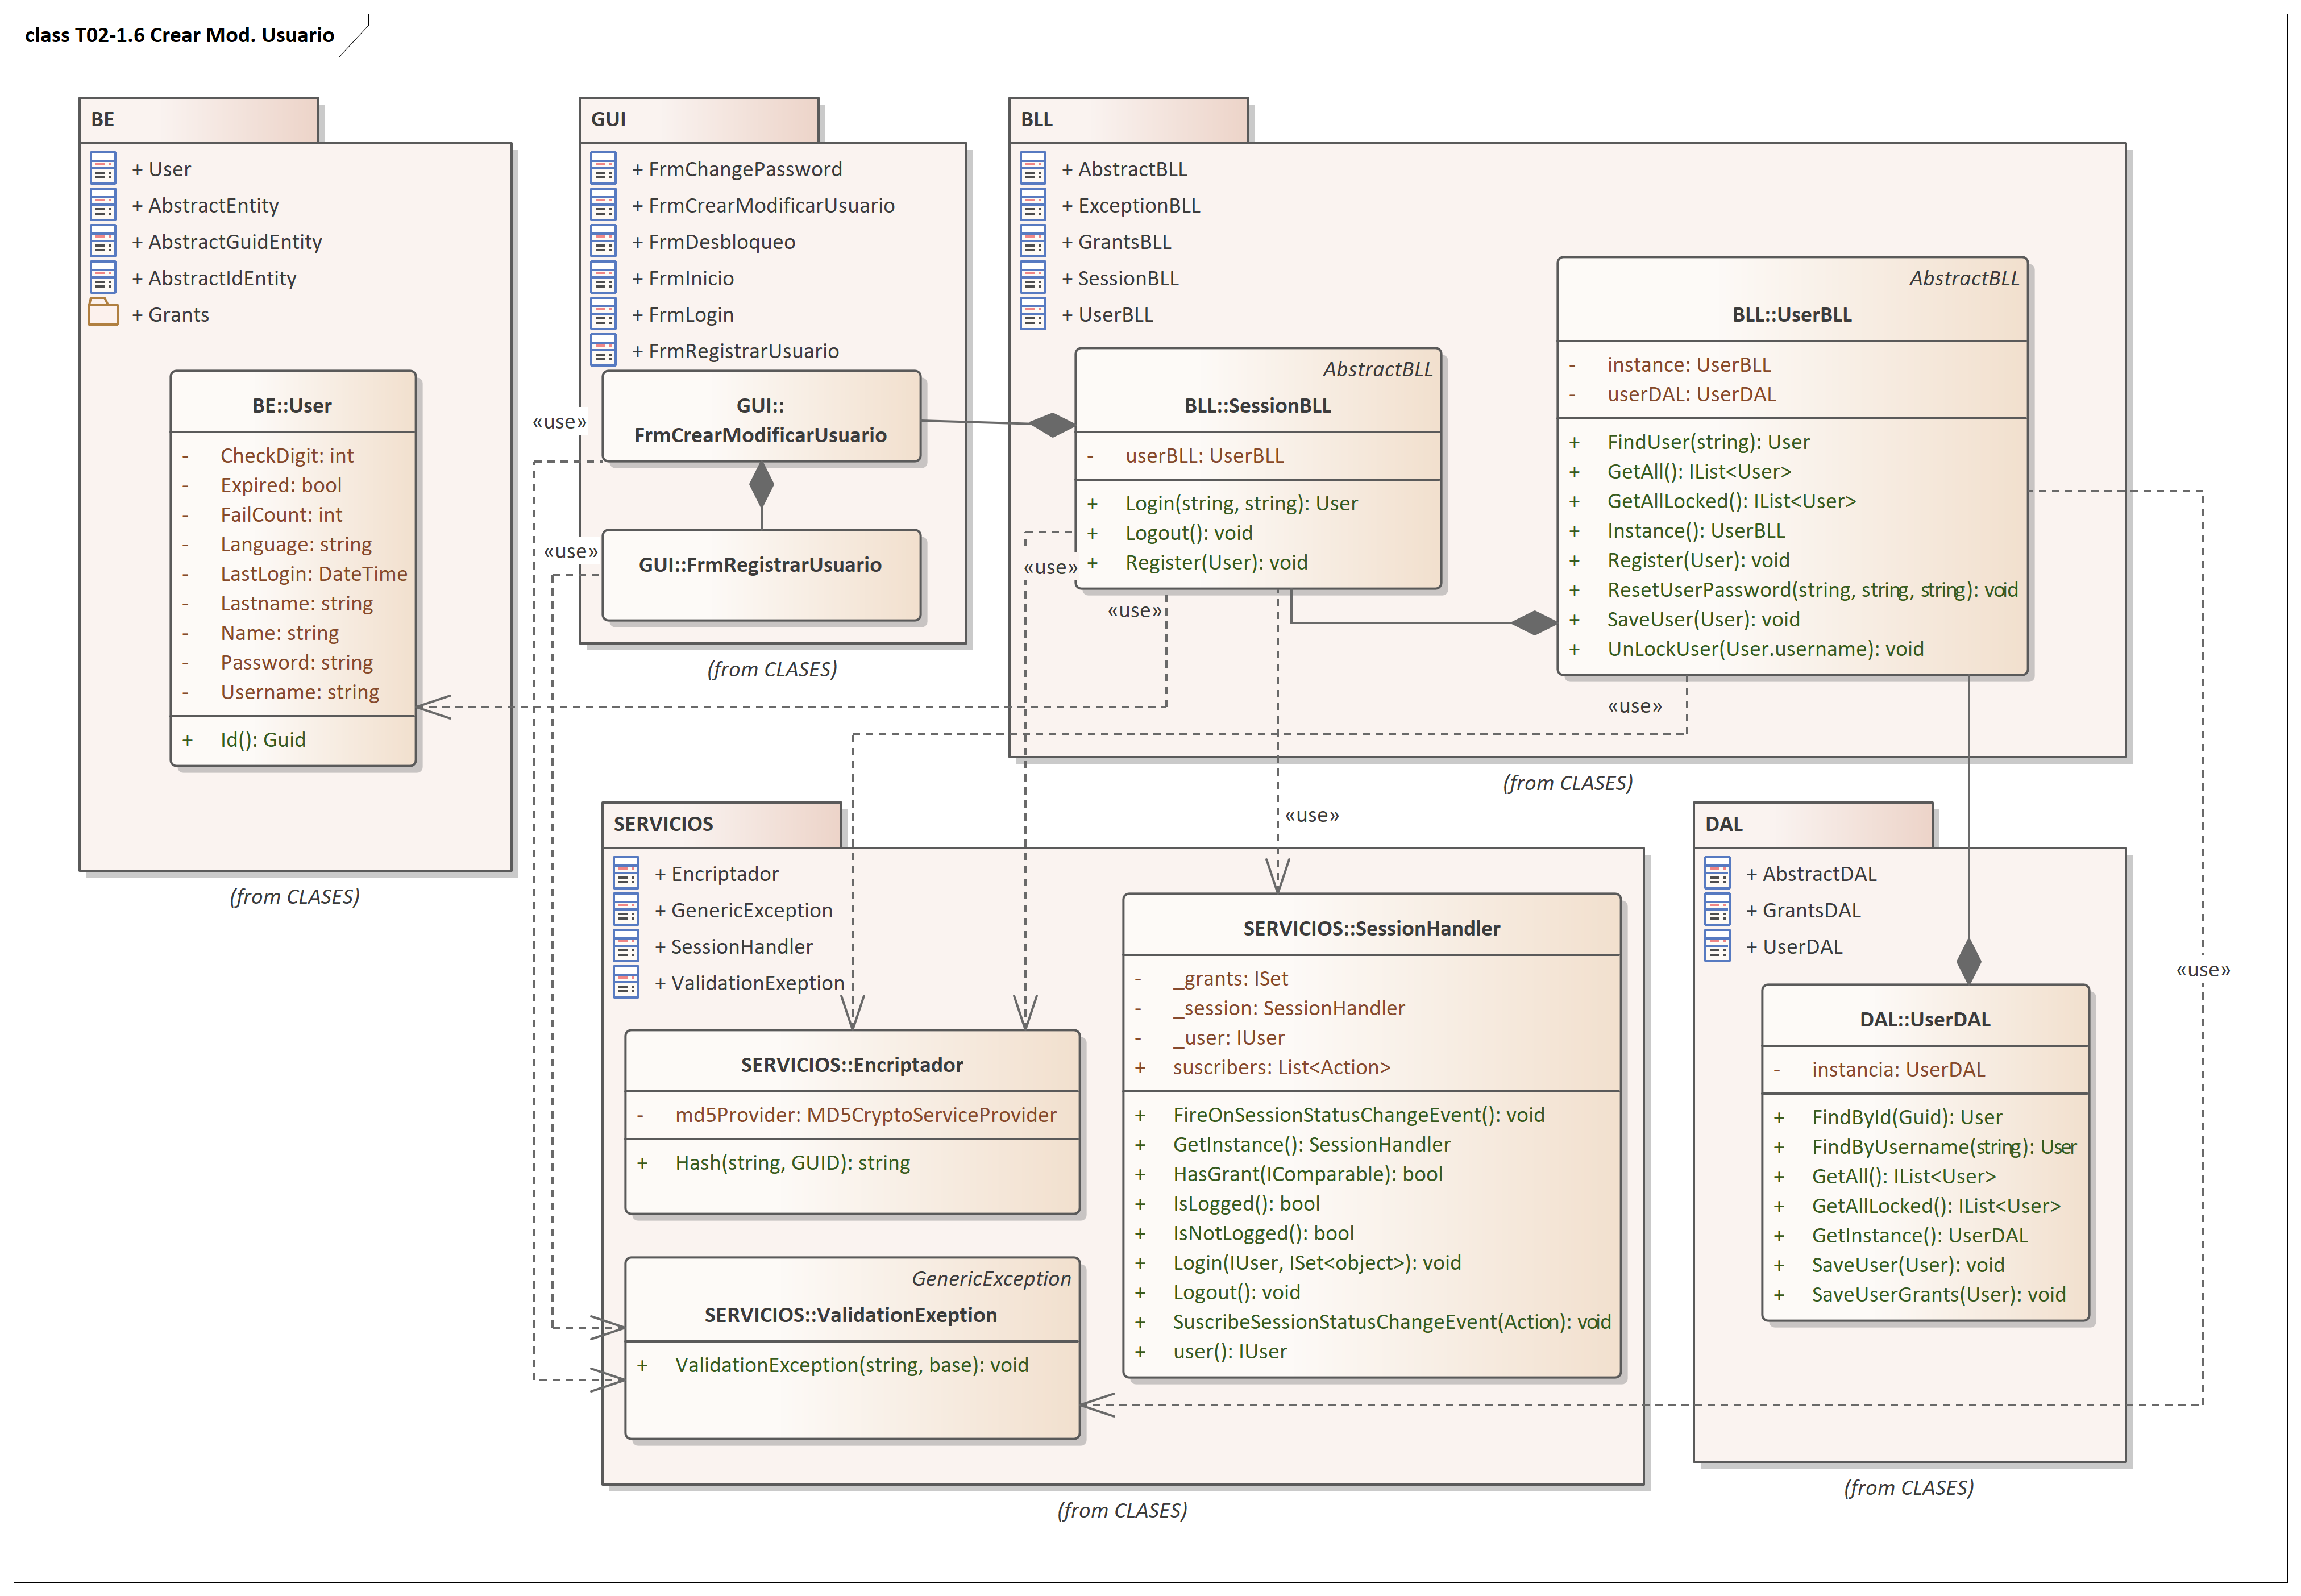 class T02-1.6 Crear Mod. Usuario
BE
+ User
+ AbstractEntity
+ AbstractGuidEntity
+ AbstractIdEntity
+ Grants
BE::User
- CheckDigit: int
- Expired: bool
- FailCount: int
- Language: string
- LastLogin: DateTime
- Lastname: string
- Name: string
- Password: string
- Username: string
+ Id(): Guid
(from CLASES)
GUI
+ FrmChangePassword
+ FrmCrearModificarUsuario
+ FrmDesbloqueo
+ FrmInicio
+ FrmLogin
+ FrmRegistrarUsuario
GUI::
FrmCrearModificarUsuario
«use»
GUI::FrmRegistrarUsuario
«use»
(from CLASES)
BLL
+ AbstractBLL
+ ExceptionBLL
+ GrantsBLL
+ SessionBLL
+ UserBLL
AbstractBLL
BLL::SessionBLL
- userBLL: UserBLL
+ Login(string, string): User
+ Logout(): void
+ Register(User): void
«use»
«use»
AbstractBLL
BLL::UserBLL
- instance: UserBLL
- userDAL: UserDAL
+ FindUser(string): User
+ GetAll(): IList<User>
+ GetAllLocked(): IList<User>
+ Instance(): UserBLL
+ Register(User): void
+ ResetUserPassword(string, string, string): void
+ SaveUser(User): void
+ UnLockUser(User.username): void
«use»
(from CLASES)
«use»
«use»
SERVICIOS
+ Encriptador
+ GenericException
+ SessionHandler
+ ValidationExeption
SERVICIOS::Encriptador
- md5Provider: MD5CryptoServiceProvider
+ Hash(string, GUID): string
GenericException
SERVICIOS::ValidationExeption
+ ValidationException(string, base): void
SERVICIOS::SessionHandler
- _grants: ISet
- _session: SessionHandler
- _user: IUser
+ suscribers: List<Action>
+ FireOnSessionStatusChangeEvent(): void
+ GetInstance(): SessionHandler
+ HasGrant(IComparable): bool
+ IsLogged(): bool
+ IsNotLogged(): bool
+ Login(IUser, ISet<object>): void
+ Logout(): void
+ SuscribeSessionStatusChangeEvent(Action): void
+ user(): IUser
(from CLASES)
DAL
+ AbstractDAL
+ GrantsDAL
+ UserDAL
DAL::UserDAL
- instancia: UserDAL
+ FindById(Guid): User
+ FindByUsername(string): User
+ GetAll(): IList<User>
+ GetAllLocked(): IList<User>
+ GetInstance(): UserDAL
+ SaveUser(User): void
+ SaveUserGrants(User): void
(from CLASES)